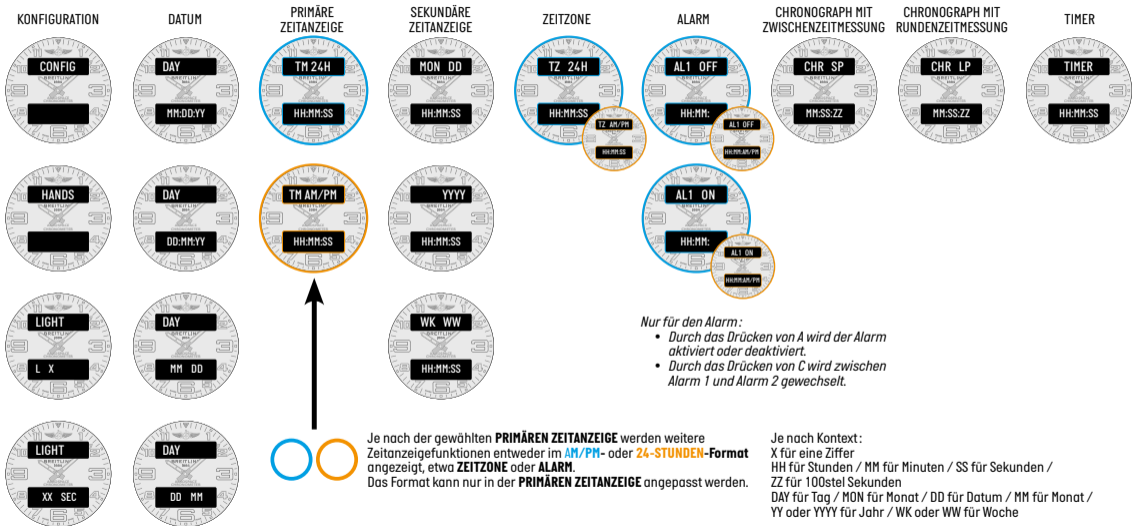 KONFIGURATION
DATUM
PRIMÄRE
ZEITANZEIGE
SEKUNDÄRE
ZEITANZEIGE
ZEITZONE
ALARM
CHRONOGRAPH MIT
ZWISCHENZEITMESSUNG
CHRONOGRAPH MIT
RUNDENZEITMESSUNG
TIMER
CONFIG
DAY
MM:DD:YY
TM 24H
HH:MM:SS
MON DD
HH:MM:SS
TZ 24H
HH:MM:SS
TZ AM/PM
HH:MM:SS
AL1 OFF
HH:MM:
AL1 OFF
HH:MM:AM/PM
CHR SP
MM:SS:ZZ
CHR LP
MM:SS:ZZ
TIMER
HH:MM:SS
HANDS
DAY
DD:MM:YY
TM AM/PM
HH:MM:SS
YYYY
HH:MM:SS
AL1 ON
HH:MM:
AL1 ON
HH:MM:AM/PM
LIGHT
L X
DAY
MM DD
WK WW
HH:MM:SS
Nur für den Alarm:
• Durch das Drücken von A wird der Alarm
aktiviert oder deaktiviert.
• Durch das Drücken von C wird zwischen
Alarm 1 und Alarm 2 gewechselt.
LIGHT
XX SEC
DAY
DD MM
Je nach der gewählten PRIMÄREN ZEITANZEIGE werden weitere
Zeitanzeigefunktionen entweder im AM/PM- oder 24-STUNDEN-Format
angezeigt, etwa ZEITZONE oder ALARM.
Das Format kann nur in der PRIMÄREN ZEITANZEIGE angepasst werden.
Je nach Kontext:
X für eine Ziffer
HH für Stunden / MM für Minuten / SS für Sekunden /
ZZ für 100stel Sekunden
DAY für Tag / MON für Monat / DD für Datum / MM für Monat /
YY oder YYYY für Jahr / WK oder WW für Woche